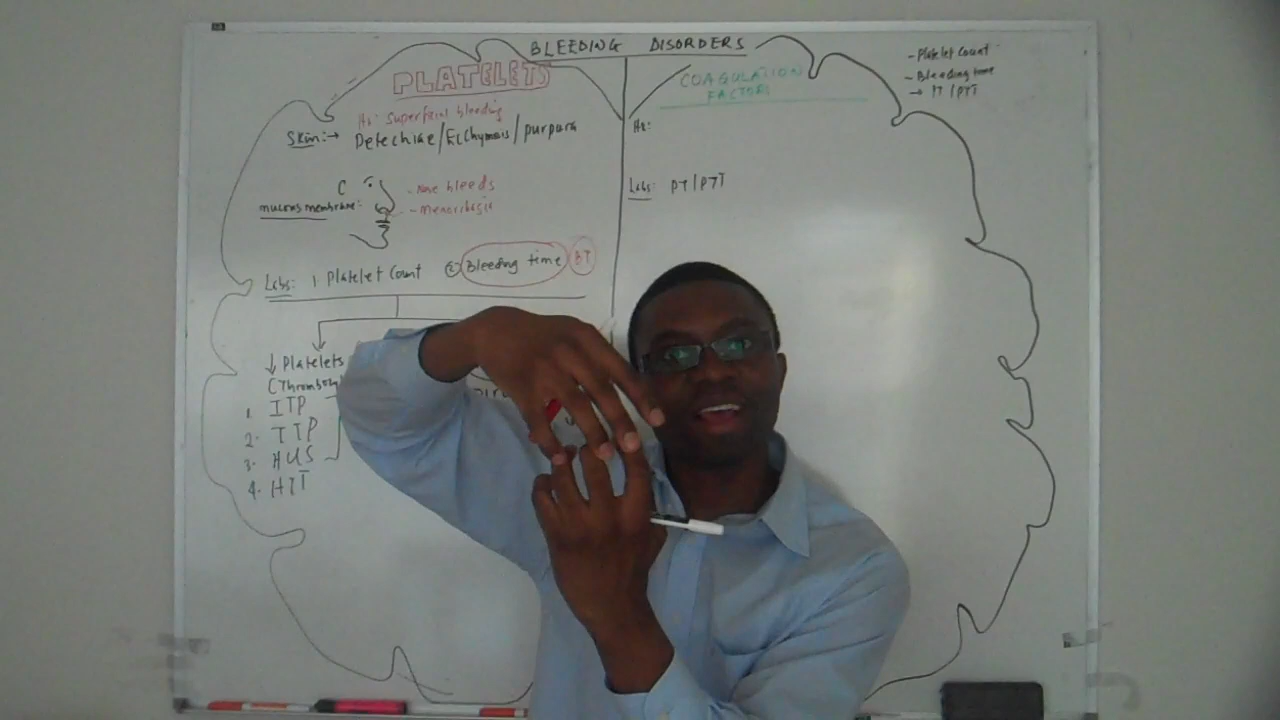 BLEEDING DISORDERS
PLATELETS
Hx: Superficial bleeding
Skin:→ Petechiae/Ecchymosis/purpura
C
mucous membrane:
- Nose bleeds
- Menorrhagia
Labs: 1 Platelet Count ② Bleeding time BT
↓ Platelets
(Thrombocy
1. ITP
2. TTP
3. HUS
4. HIT
COAGULATION
FACTORS
Hx:
Labs: PT/PTT
- Platelet Count
- Bleeding time
→ PT/PTT